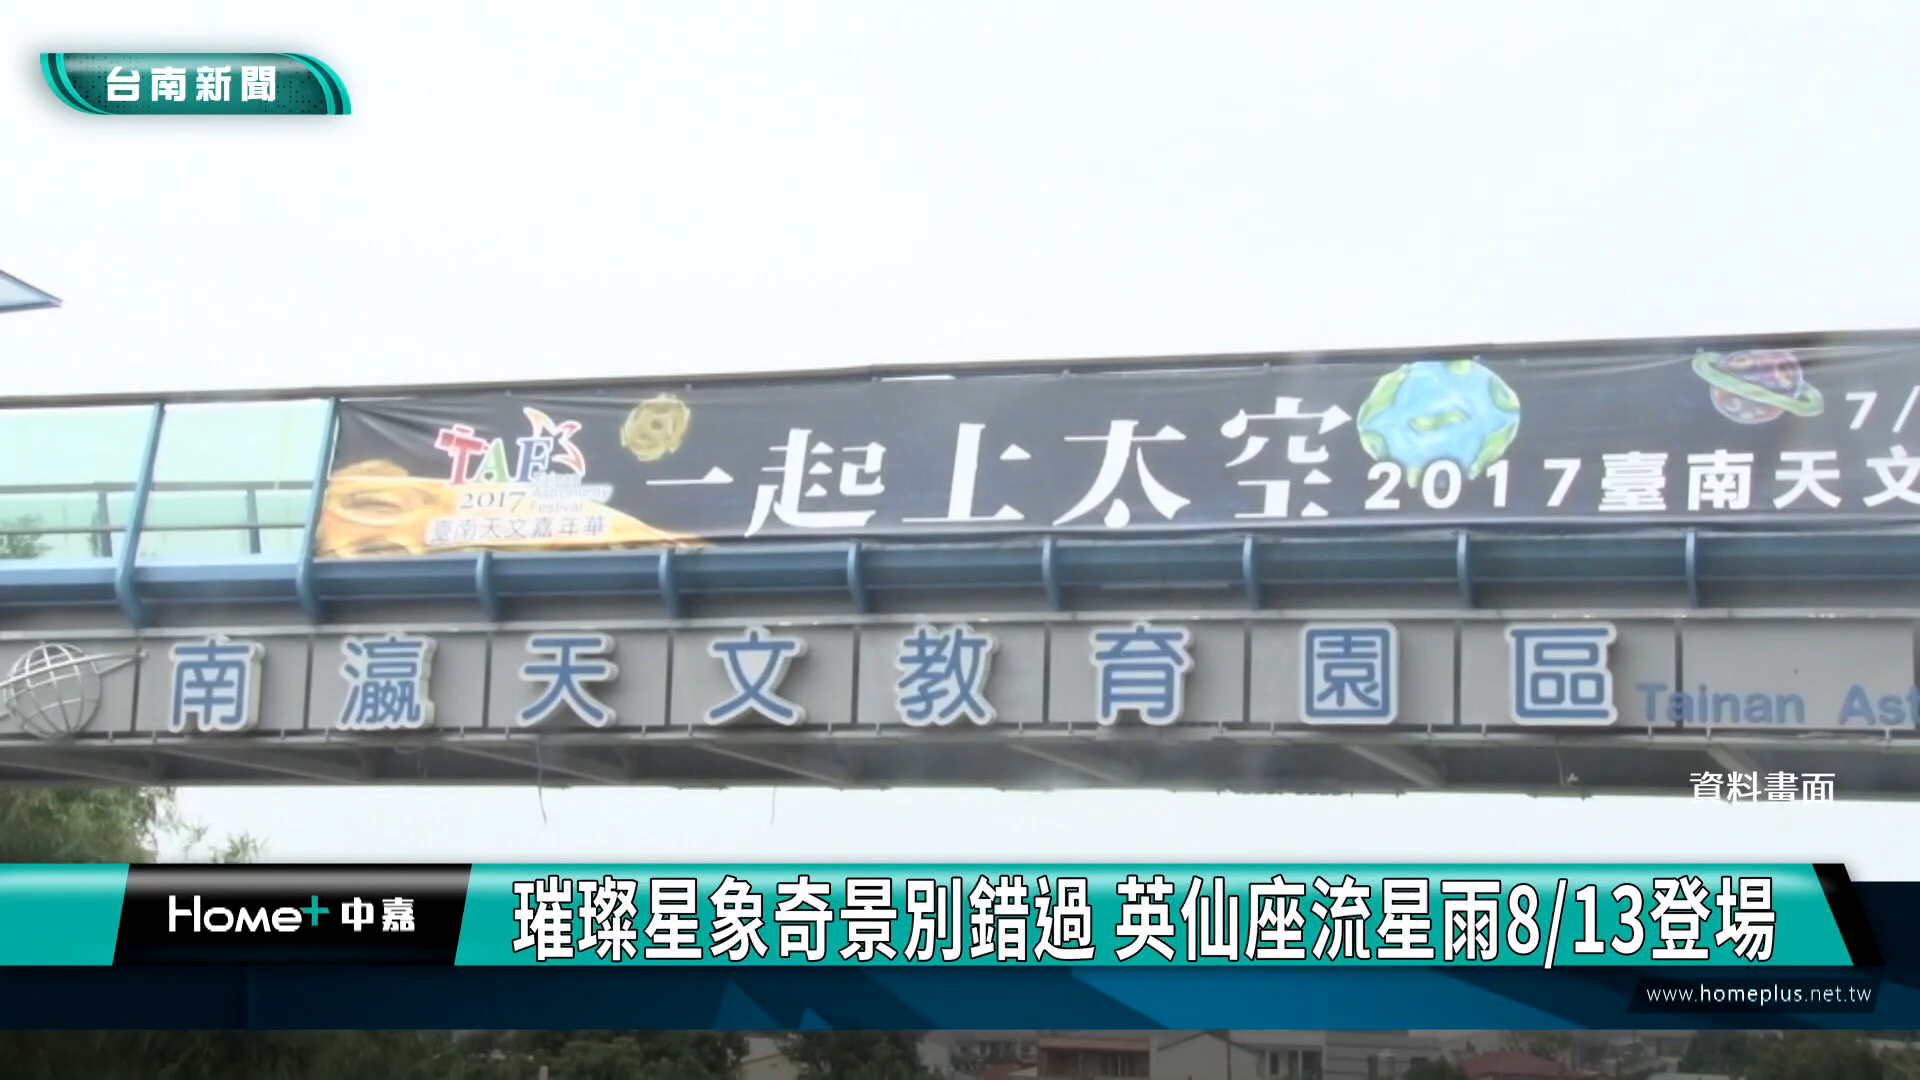 台南新聞
TAF
2017 Tainan Astronomy Festival
臺南天文嘉年華
一起上太空
7/
2017臺南天文
南瀛天文教育園區 Tainan Ast
資料畫面
Home+ 中嘉
璀璨星象奇景別錯過 英仙座流星雨8/13登場
www.homeplus.net.tw